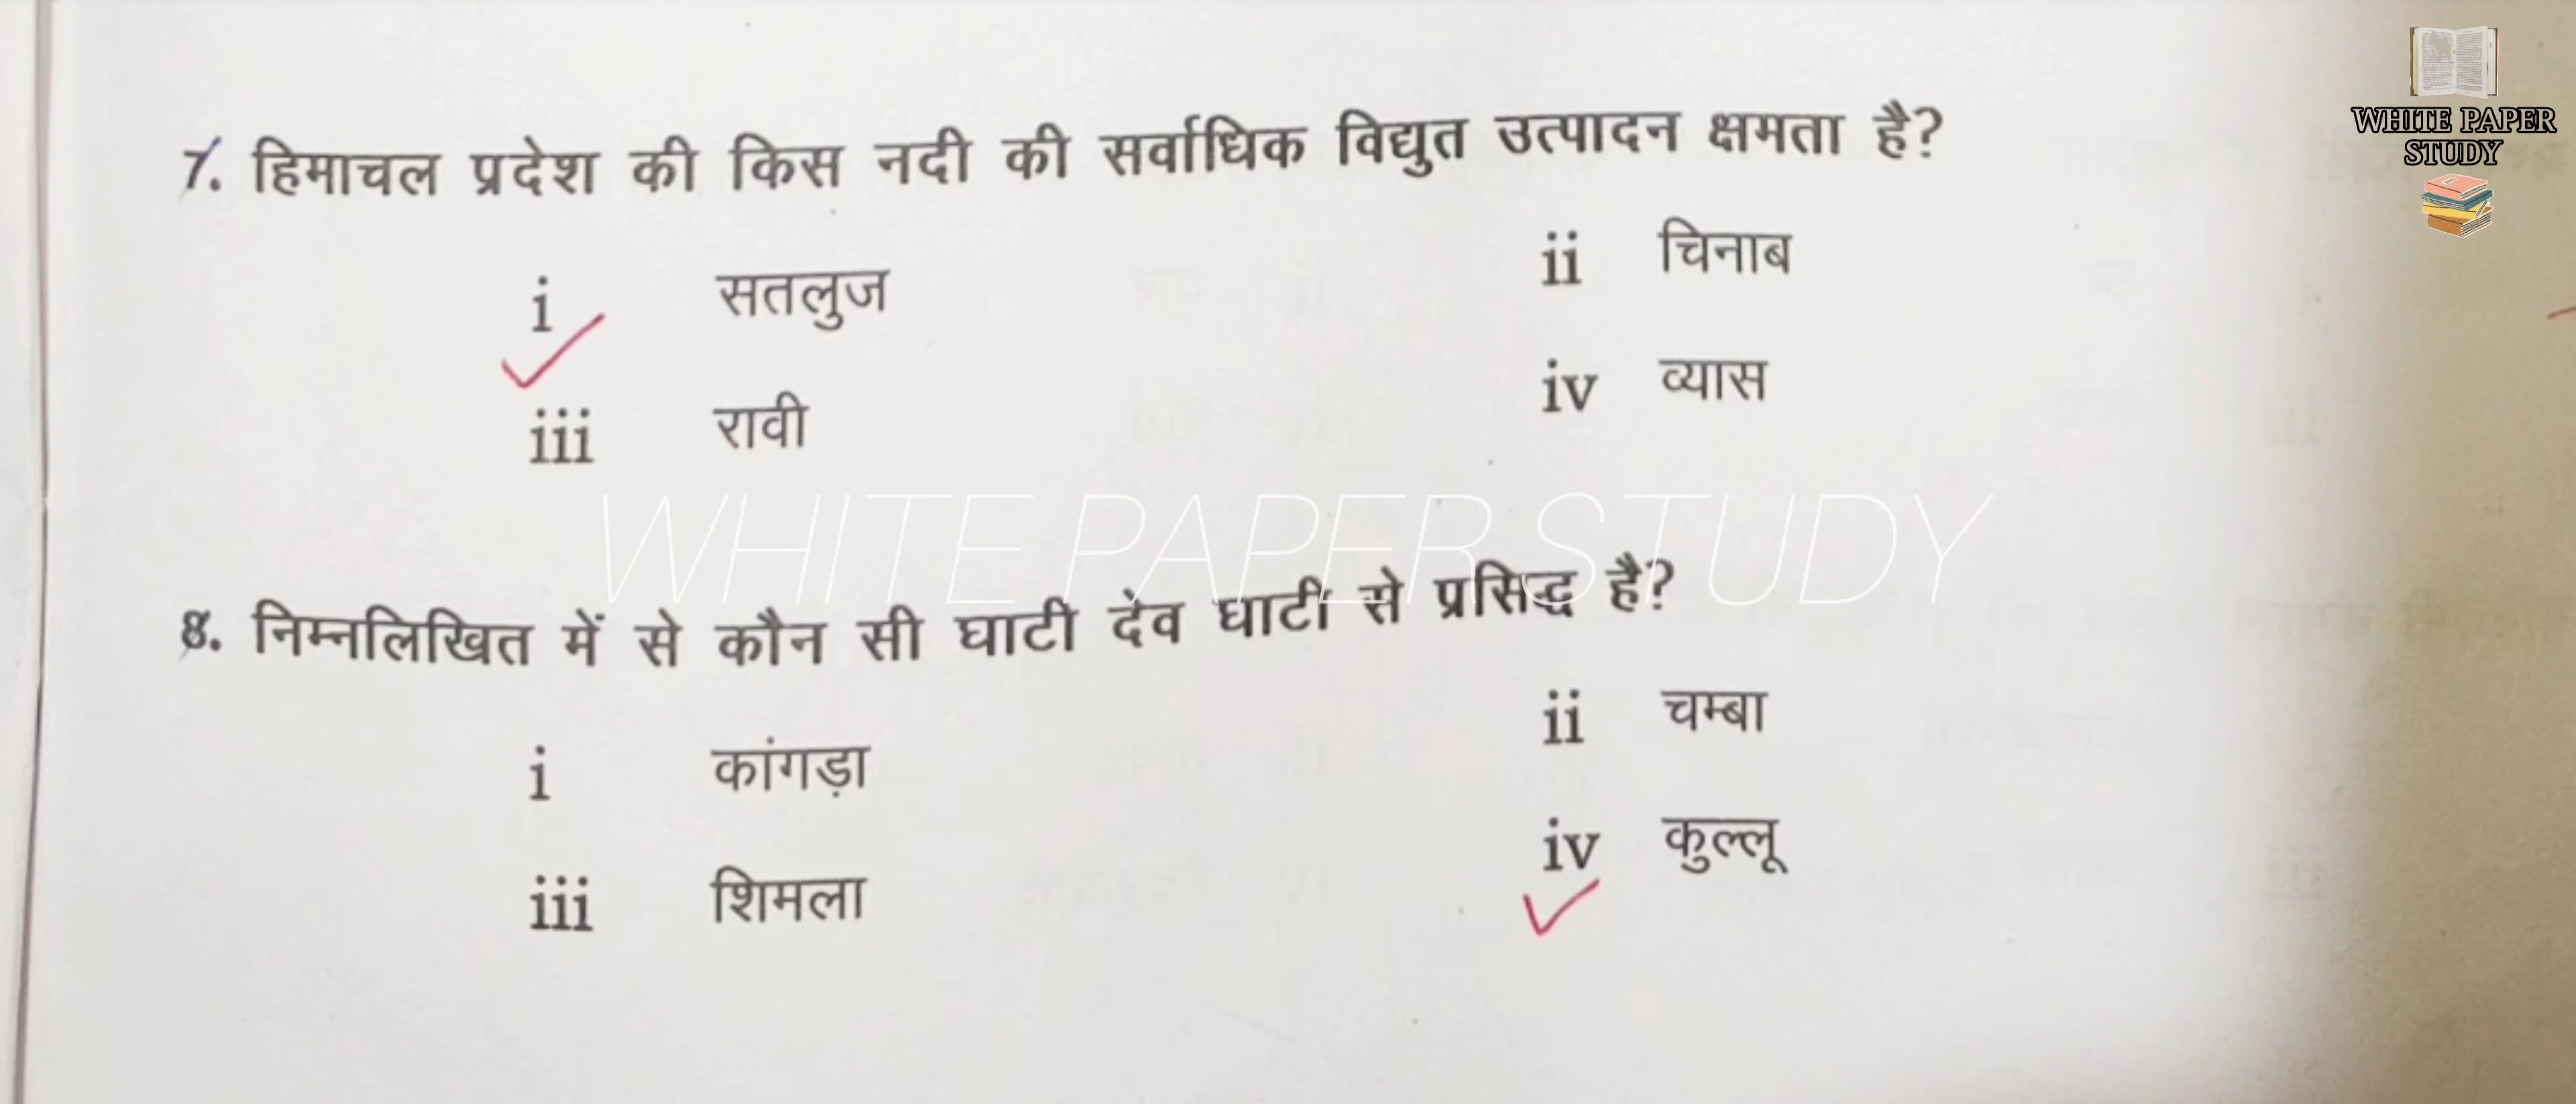 7. हिमाचल प्रदेश की किस नदी की सर्वाधिक विद्युत उत्पादन क्षमता है?
i सतलुज ii चिनाब
iii रावी iv व्यास
8. निम्नलिखित में से कौन सी घाटी देव घाटी से प्रसिद्ध है?
i कांगड़ा ii चम्बा
iii शिमला iv कुल्लू
WHITE PAPER STUDY
WHITE PAPER
STUDY